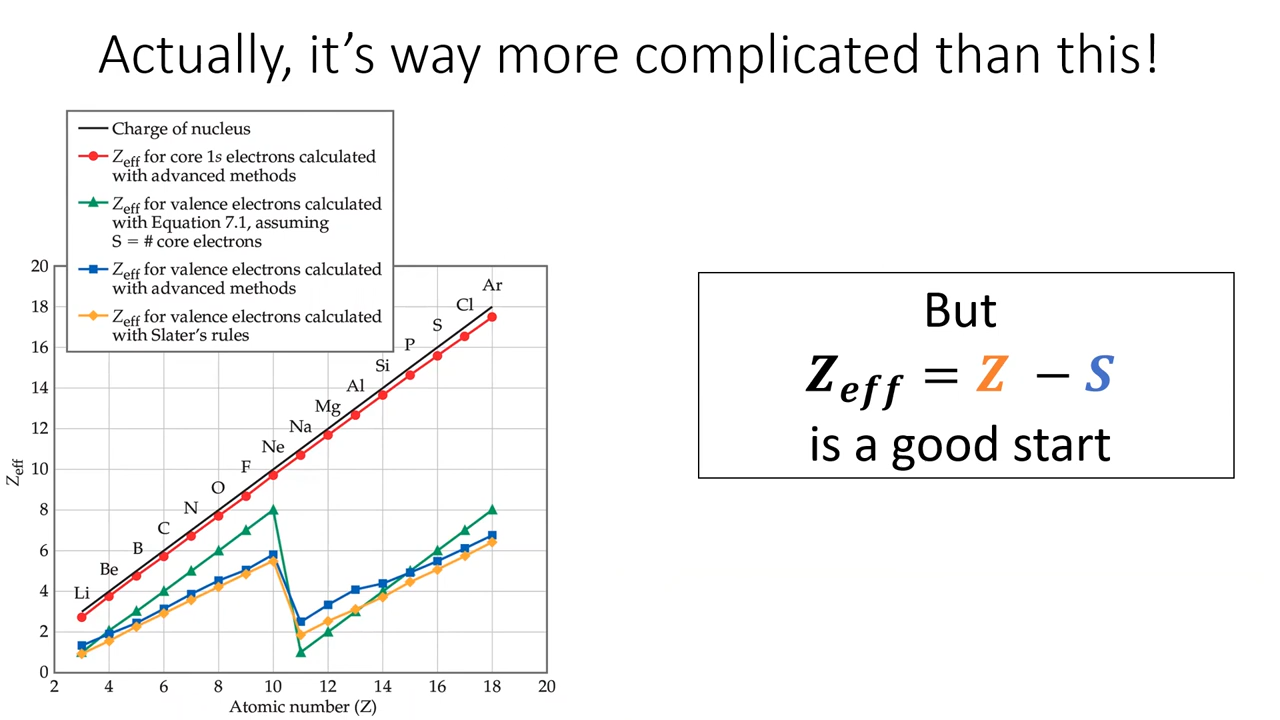 Actually, it’s way more complicated than this!
Charge of nucleus
Zeff for core 1s electrons calculated
with advanced methods
Zeff for valence electrons calculated
with Equation 7.1, assuming
S = # core electrons
Zeff for valence electrons calculated
with advanced methods
Zeff for valence electrons calculated
with Slater’s rules
20
18
16
14
12
10
8
6
4
2
0
Zeff
Li
Be
B
C
N
O
F
Ne
Na
Mg
Al
Si
P
S
Cl
Ar
2 4 6 8 10 12 14 16 18 20
Atomic number (Z)
But
Zeff = Z − S
is a good start